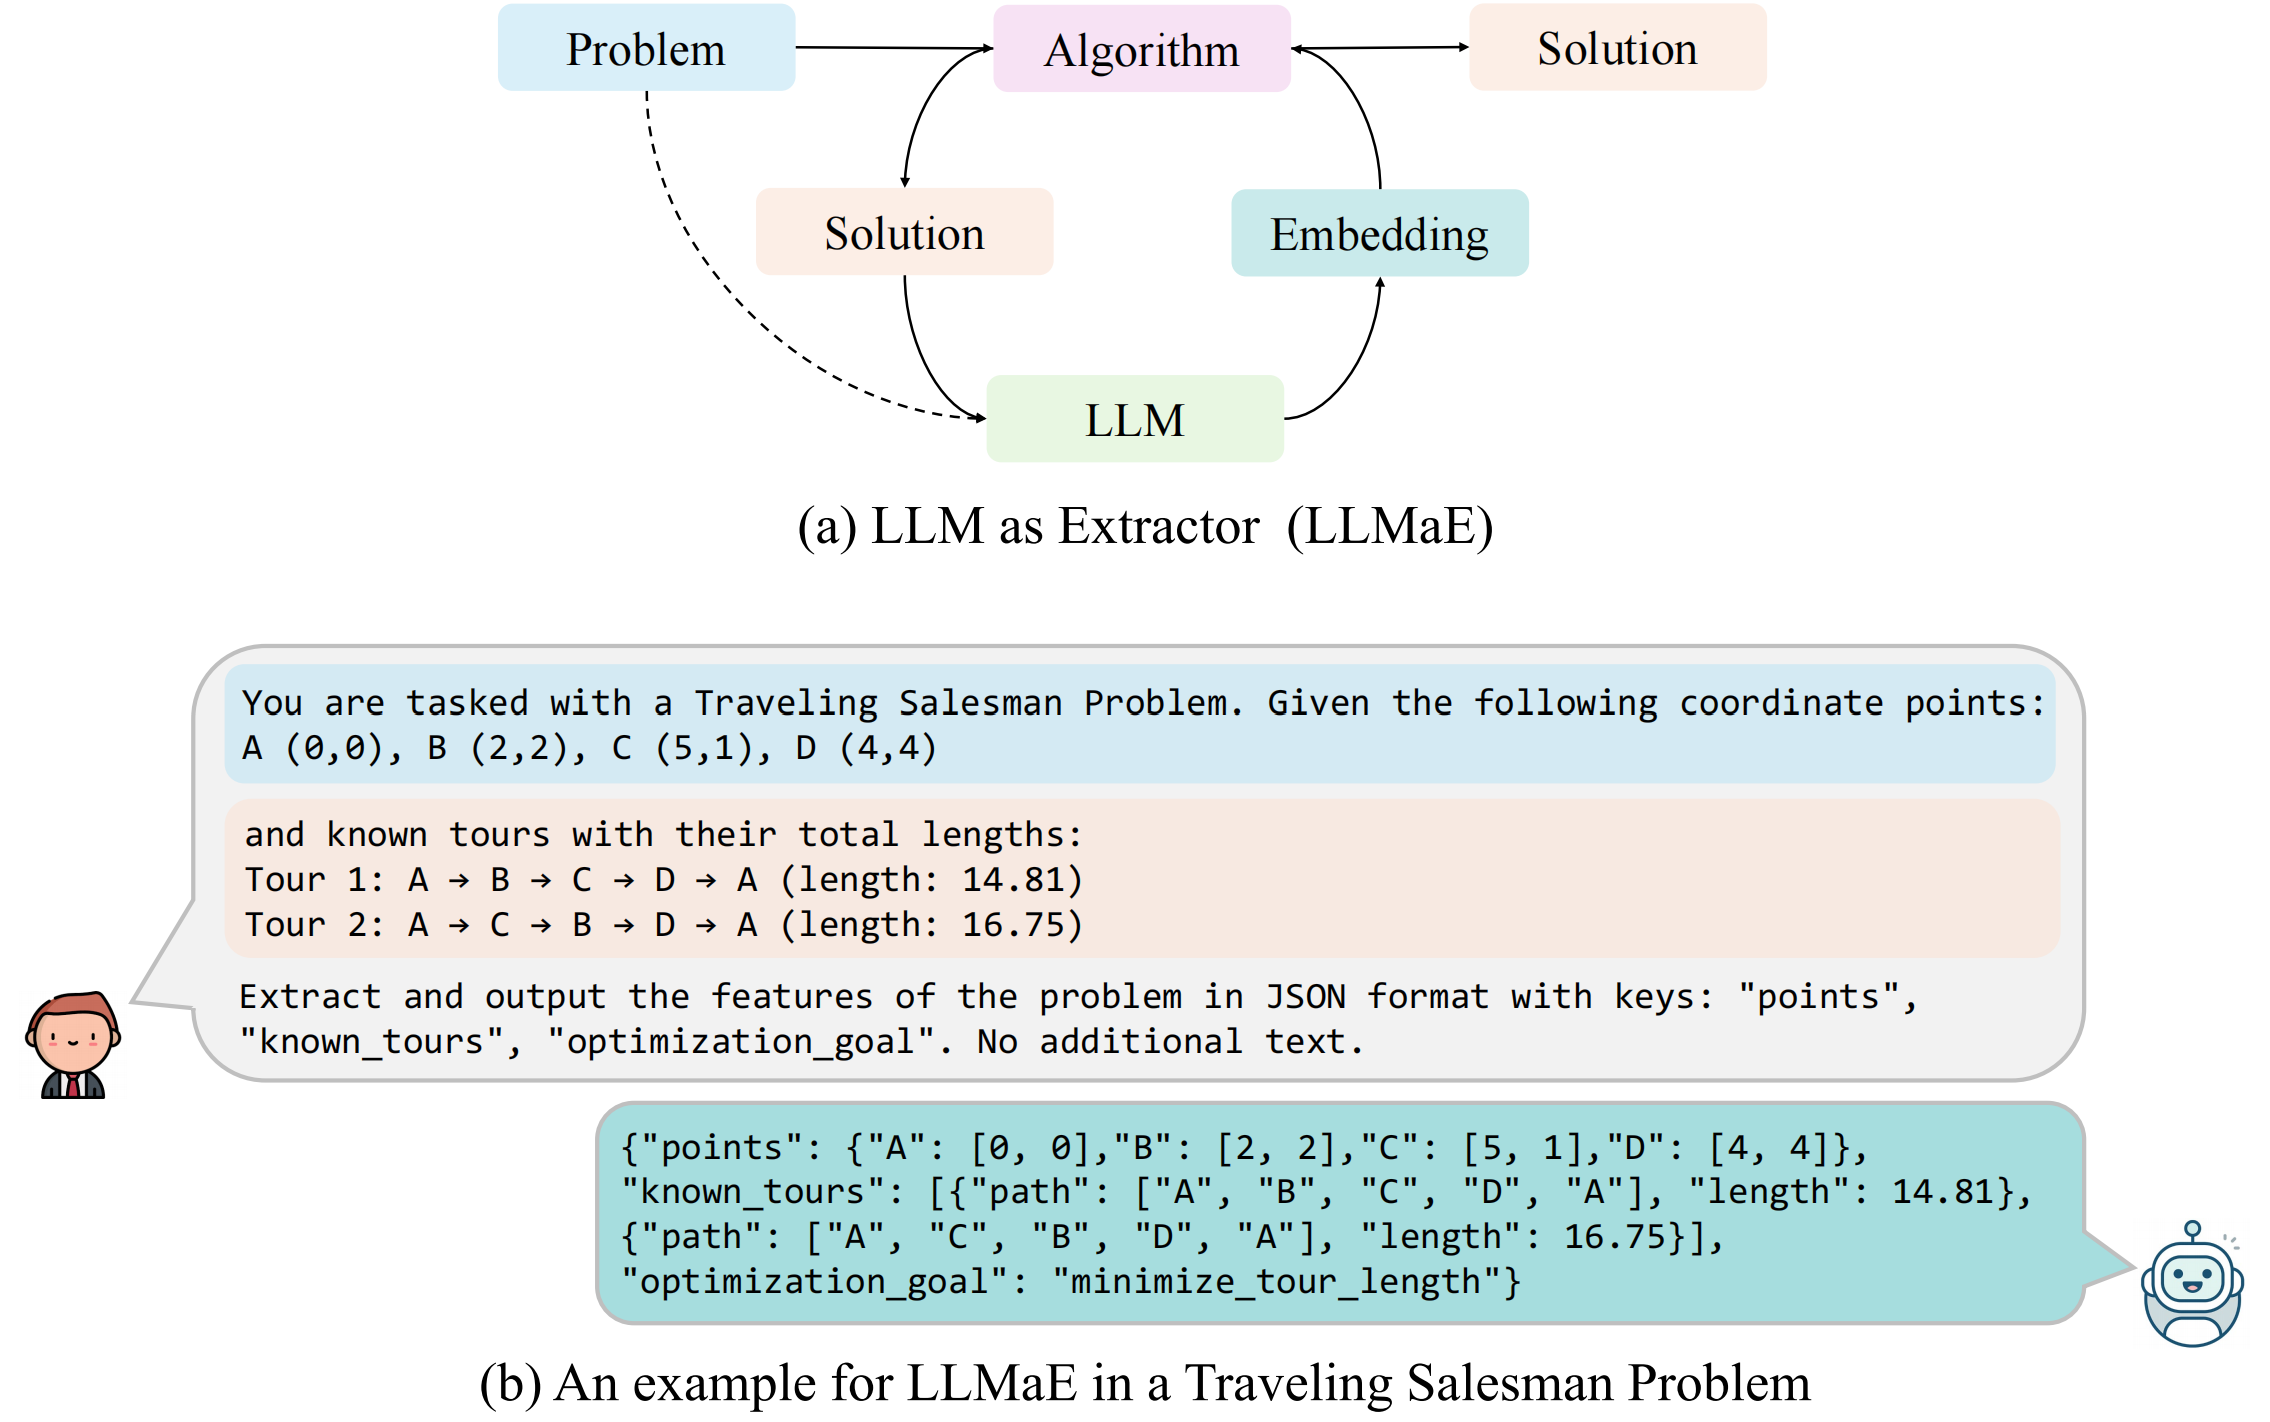 Problem
Algorithm
Solution
Solution
Embedding
LLM
(a) LLM as Extractor (LLMaE)
You are tasked with a Traveling Salesman Problem. Given the following coordinate points:
A (0,0), B (2,2), C (5,1), D (4,4)
and known tours with their total lengths:
Tour 1: A → B → C → D → A (length: 14.81)
Tour 2: A → C → B → D → A (length: 16.75)
Extract and output the features of the problem in JSON format with keys: "points",
"known_tours", "optimization_goal". No additional text.
{"points": {"A": [0, 0],"B": [2, 2],"C": [5, 1],"D": [4, 4]},
"known_tours": [{"path": ["A", "B", "C", "D", "A"], "length": 14.81},
{"path": ["A", "C", "B", "D", "A"], "length": 16.75}],
"optimization_goal": "minimize_tour_length"}
(b) An example for LLMaE in a Traveling Salesman Problem